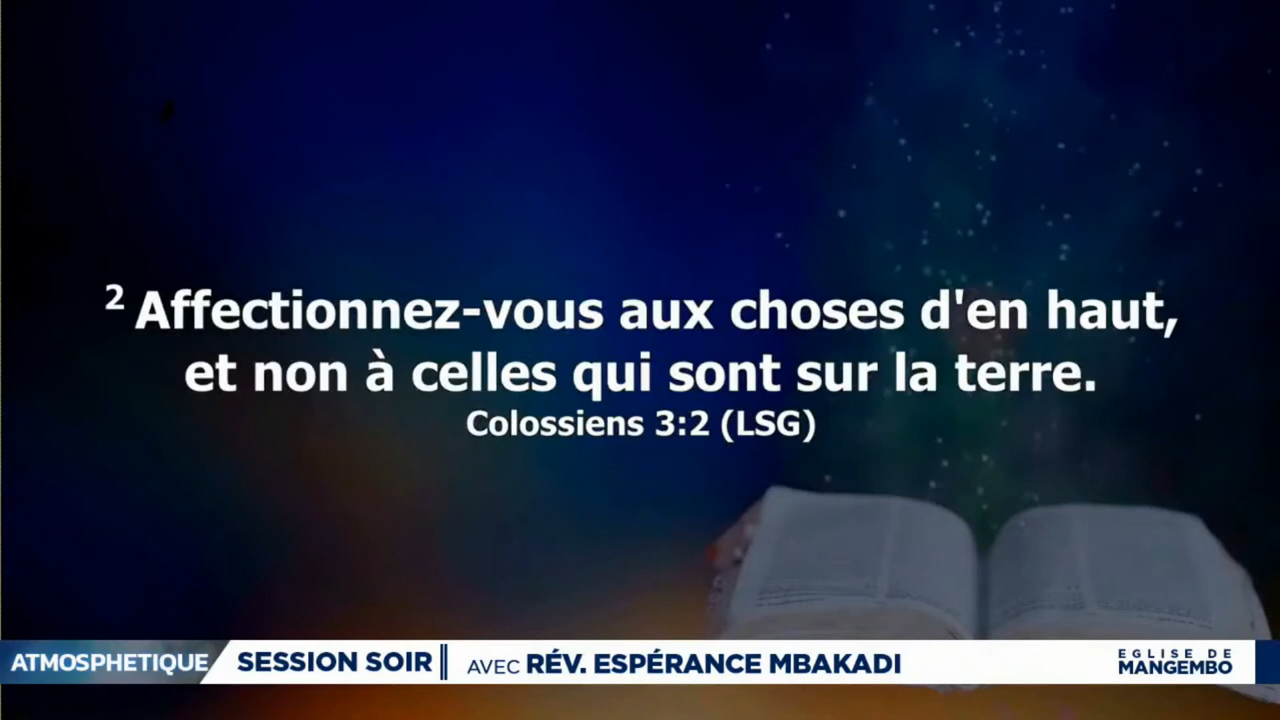 2 Affectionnez-vous aux choses d'en haut,
et non à celles qui sont sur la terre.
Colossiens 3:2 (LSG)
ATMOSPHETIQUE SESSION SOIR AVEC RÉV. ESPÉRANCE MBAKADI
EGLISE DE
MANGEMBO